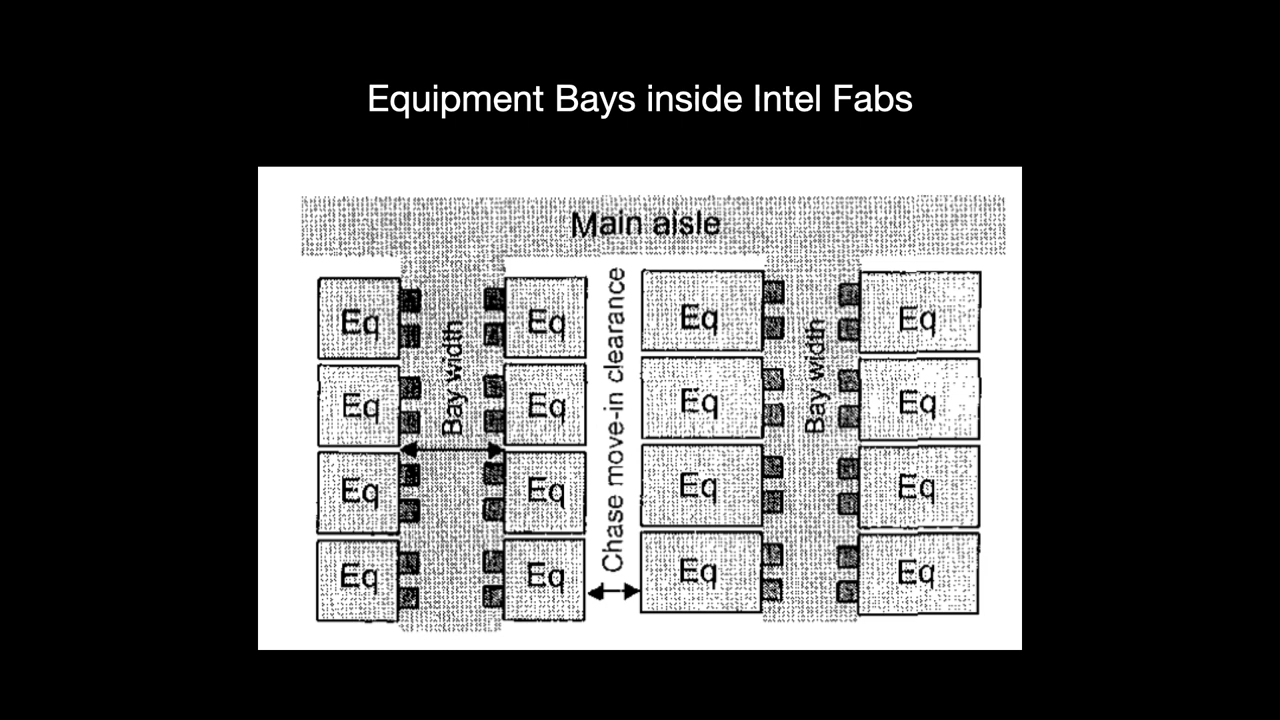 Equipment Bays inside Intel Fabs
Main aisle
Eq
Eq
Eq
Eq
Bay width
Eq
Eq
Eq
Eq
Chase move-in clearance
Eq
Eq
Eq
Eq
Bay width
Eq
Eq
Eq
Eq